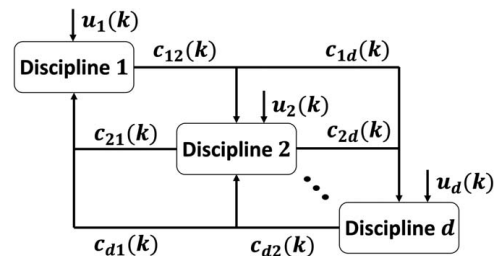 u₁(k)
c₁₂(k) c₁d(k)
Discipline 1
u₂(k)
c₂₁(k) Discipline 2 c₂d(k)
u_d(k)
Discipline d
c_d1(k) c_d2(k)